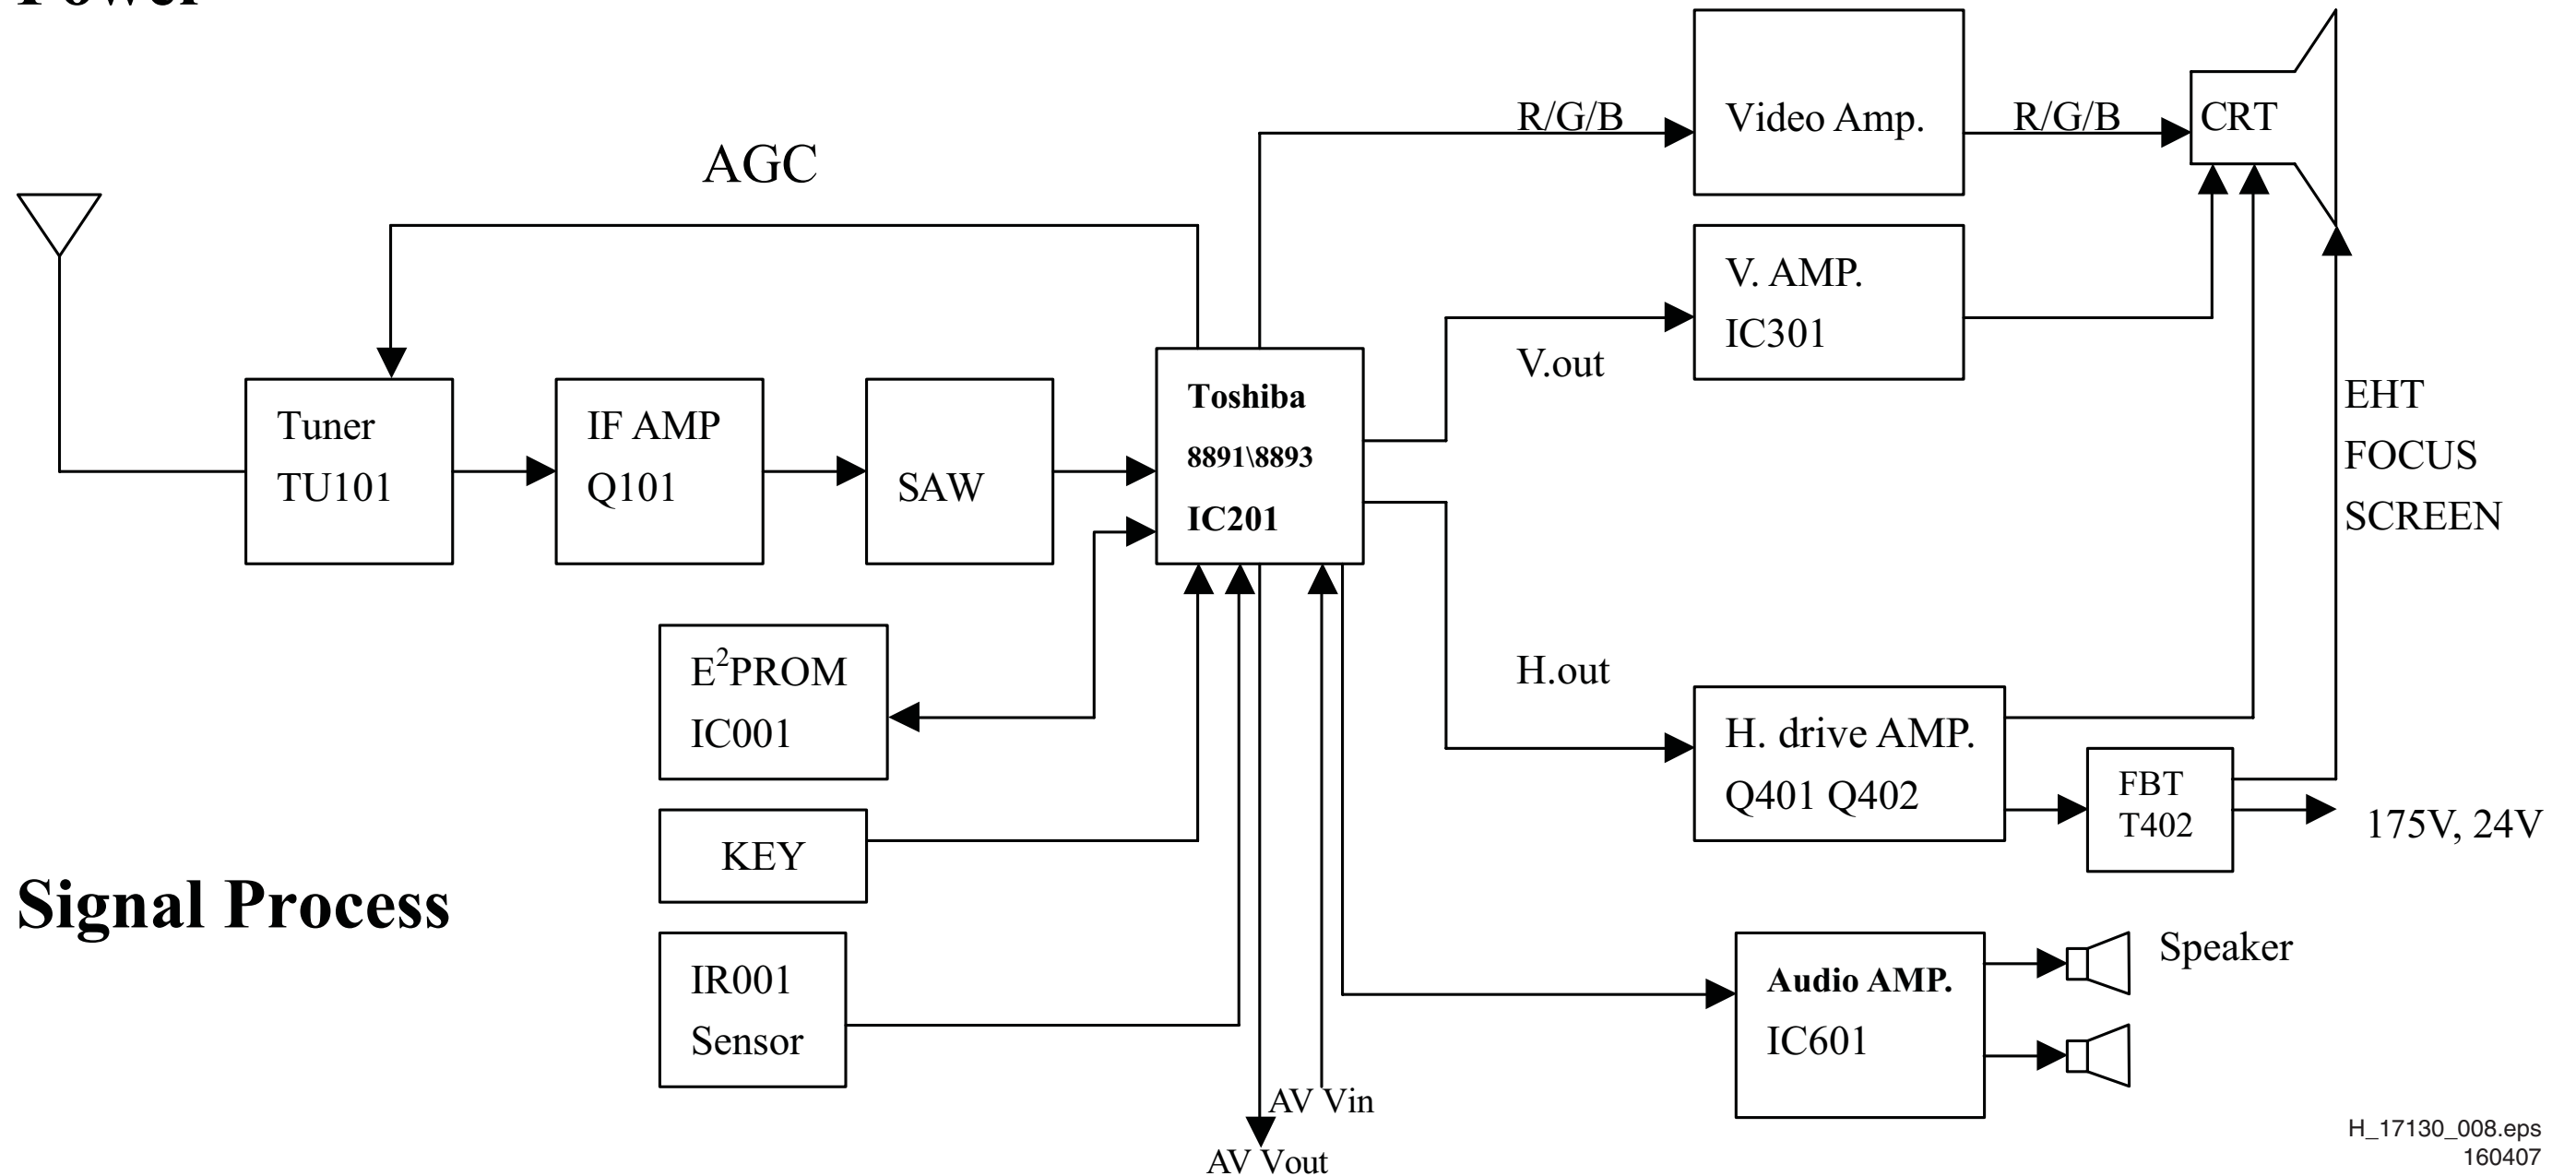 Power
R/G/B
Video Amp.
R/G/B
CRT
AGC
V. AMP.
IC301
V.out
Toshiba
8891\8893
IC201
Tuner
TU101
IF AMP
Q101
SAW
EHT
FOCUS
SCREEN
E²PROM
IC001
H.out
H. drive AMP.
Q401 Q402
FBT
T402
175V, 24V
KEY
Signal Process
IR001
Sensor
Audio AMP.
IC601
Speaker
AV Vin
AV Vout
H_17130_008.eps
160407